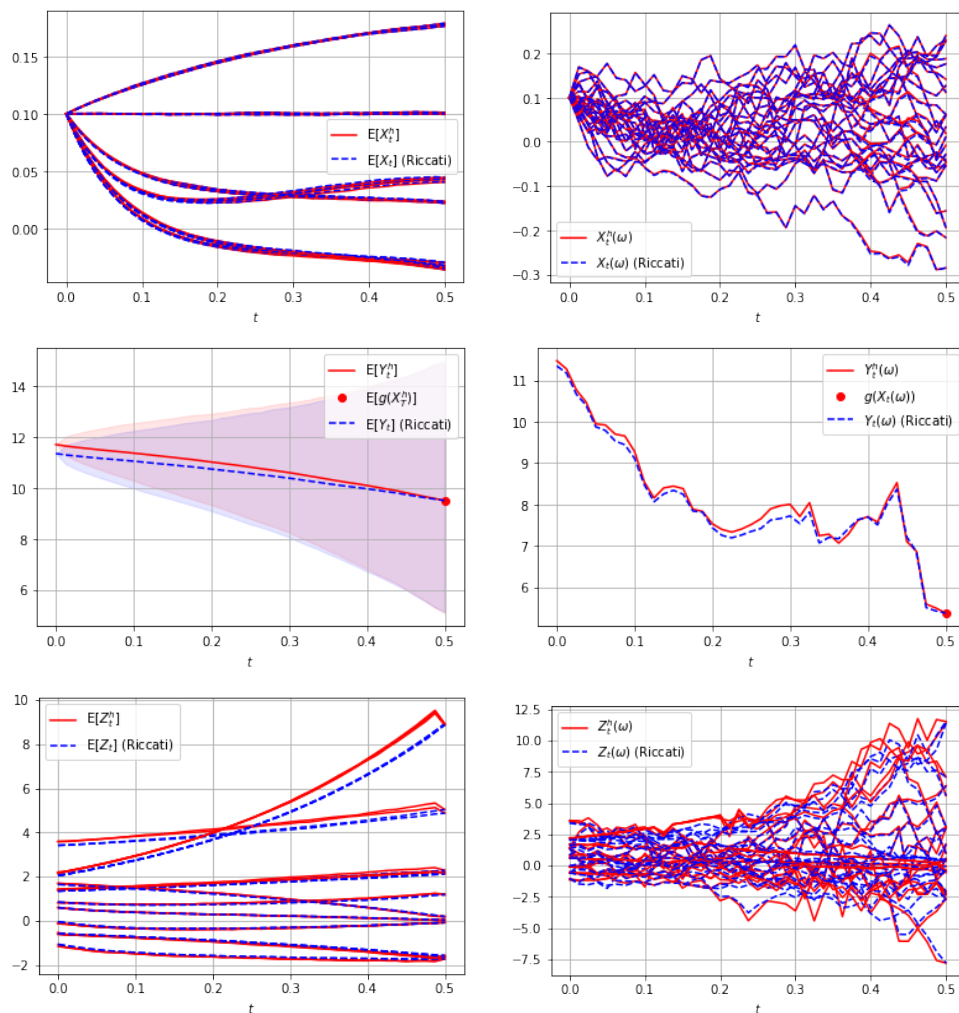 0.15
0.10
0.05
0.00
E[X_t^h]
E[X_t] (Riccati)
0.0 0.1 0.2 0.3 0.4 0.5
t
0.2
0.1
0.0
−0.1
−0.2
−0.3
X_t^h(ω)
X_t(ω) (Riccati)
0.0 0.1 0.2 0.3 0.4 0.5
t
14
12
10
8
6
E[Y_t^h]
E[g(X_T^h)]
E[Y_t] (Riccati)
0.0 0.1 0.2 0.3 0.4 0.5
t
11
10
9
8
7
6
Y_t^h(ω)
g(X_t(ω))
Y_t(ω) (Riccati)
0.0 0.1 0.2 0.3 0.4 0.5
t
10
8
6
4
2
0
−2
E[Z_t^h]
E[Z_t] (Riccati)
0.0 0.1 0.2 0.3 0.4 0.5
t
12.5
10.0
7.5
5.0
2.5
0.0
−2.5
−5.0
−7.5
Z_t^h(ω)
Z_t(ω) (Riccati)
0.0 0.1 0.2 0.3 0.4 0.5
t